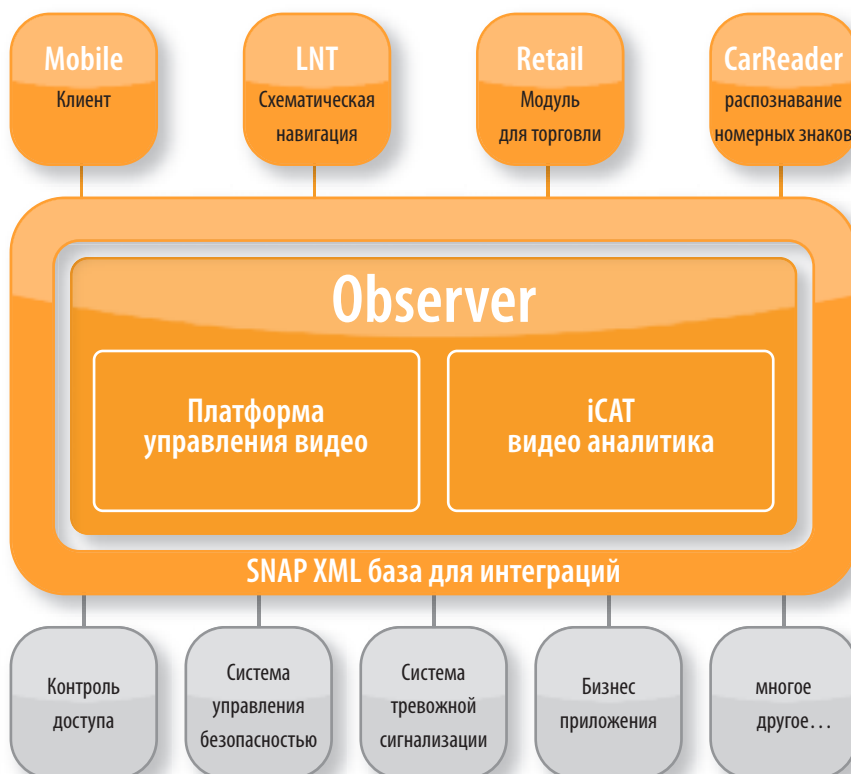 Mobile
Клиент
LNT
Схематическая
навигация
Retail
Модуль
для торговли
CarReader
распознавание
номерных знаков
Observer
Платформа
управления видео
iCAT
видео аналитика
SNAP XML база для интеграций
Контроль
доступа
Система
управления
безопасностью
Система
тревожной
сигнализации
Бизнес
приложения
многое
другое...